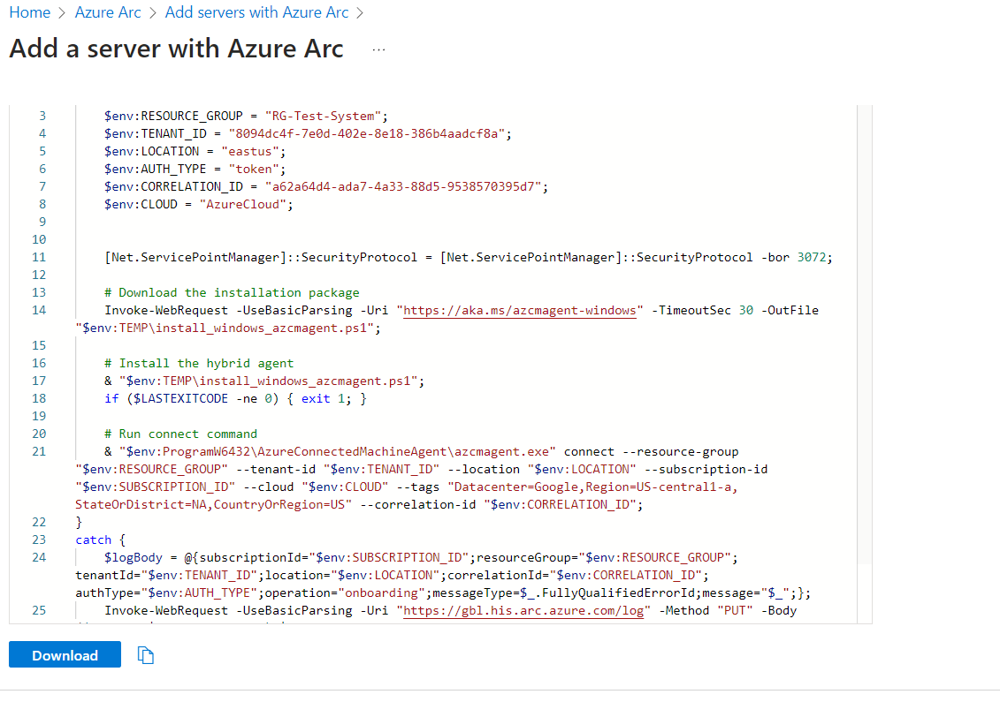 Home > Azure Arc > Add servers with Azure Arc >
Add a server with Azure Arc ...
3 $env:RESOURCE_GROUP = "RG-Test-System";
4 $env:TENANT_ID = "8094dc4f-7e0d-402e-8e18-386b4aadcf8a";
5 $env:LOCATION = "eastus";
6 $env:AUTH_TYPE = "token";
7 $env:CORRELATION_ID = "a62a64d4-ada7-4a33-88d5-9538570395d7";
8 $env:CLOUD = "AzureCloud";
9
10
11 [Net.ServicePointManager]::SecurityProtocol = [Net.ServicePointManager]::SecurityProtocol -bor 3072;
12
13 # Download the installation package
14 Invoke-WebRequest -UseBasicParsing -Uri "https://aka.ms/azcmagent-windows" -TimeoutSec 30 -OutFile
"$env:TEMP\install_windows_azcmagent.ps1";
15
16 # Install the hybrid agent
17 & "$env:TEMP\install_windows_azcmagent.ps1";
18 if ($LASTEXITCODE -ne 0) { exit 1; }
19
20 # Run connect command
21 & "$env:ProgramW6432\AzureConnectedMachineAgent\azcmagent.exe" connect --resource-group
"$env:RESOURCE_GROUP" --tenant-id "$env:TENANT_ID" --location "$env:LOCATION" --subscription-id
"$env:SUBSCRIPTION_ID" --cloud "$env:CLOUD" --tags "Datacenter=Google,Region=US-central1-a,
StateOrDistrict=NA,CountryOrRegion=US" --correlation-id "$env:CORRELATION_ID";
22 }
23 catch {
24 $logBody = @{subscriptionId="$env:SUBSCRIPTION_ID";resourceGroup="$env:RESOURCE_GROUP";
tenantId="$env:TENANT_ID";location="$env:LOCATION";correlationId="$env:CORRELATION_ID";
authType="$env:AUTH_TYPE";operation="onboarding";messageType=$_.FullyQualifiedErrorId;message="$_";};
25 Invoke-WebRequest -UseBasicParsing -Uri "https://gbl.his.arc.azure.com/log" -Method "PUT" -Body
Download